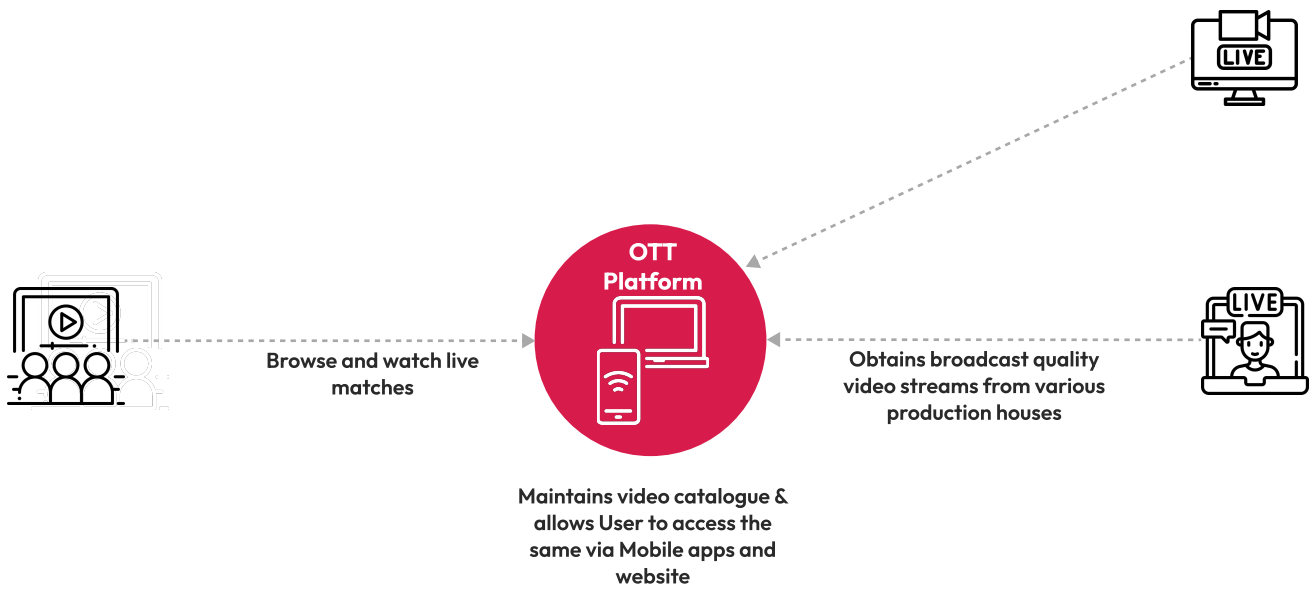 LIVE
OTT
Platform
LIVE
Browse and watch live
matches
Obtains broadcast quality
video streams from various
production houses
Maintains video catalogue &
allows User to access the
same via Mobile apps and
website